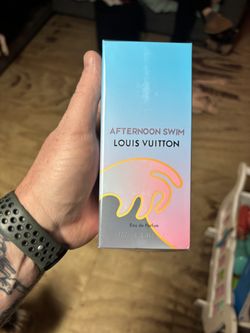 AFTERNOON SWIM
LOUIS VUITTON
Eau de Parfum